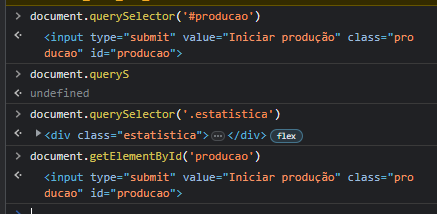 document.querySelector('#producao')
<input type="submit" value="Iniciar produção" class="pro
ducao" id="producao">
document.queryS
undefined
document.querySelector('.estatistica')
<div class="estatistica">…</div> flex
document.getElementById('producao')
<input type="submit" value="Iniciar produção" class="pro
ducao" id="producao">